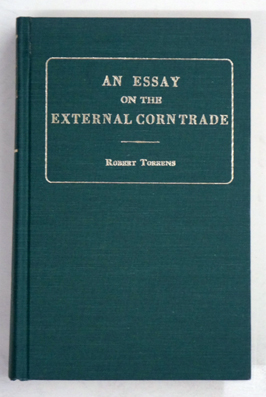 AN ESSAY
ON THE
EXTERNAL CORN TRADE
ROBERT TORRENS